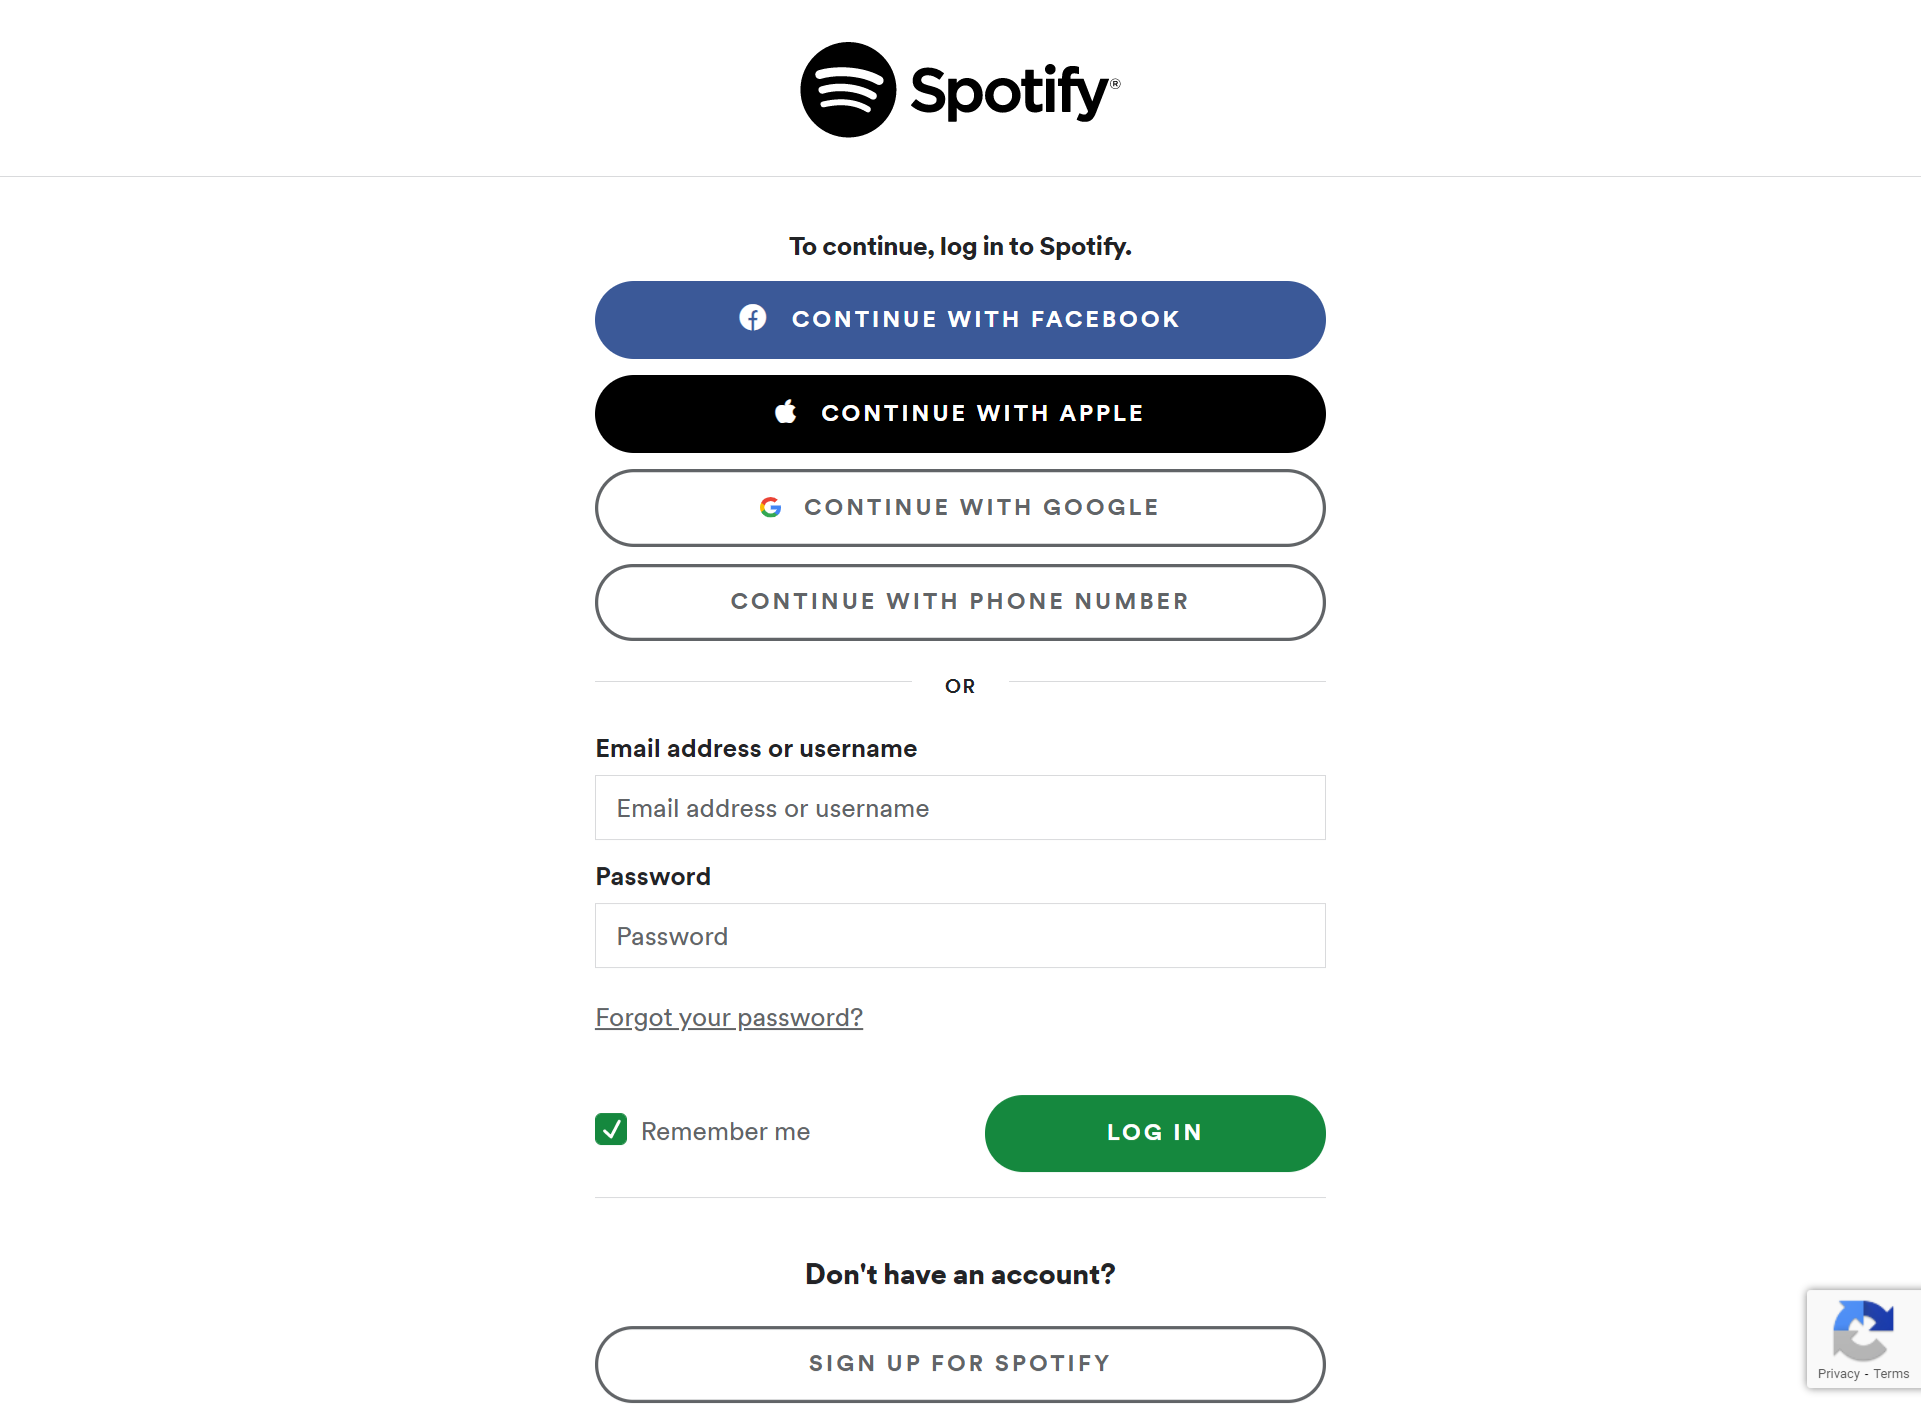 Spotify®
To continue, log in to Spotify.
CONTINUE WITH FACEBOOK
CONTINUE WITH APPLE
CONTINUE WITH GOOGLE
CONTINUE WITH PHONE NUMBER
OR
Email address or username
Email address or username
Password
Password
Forgot your password?
Remember me
LOG IN
Don't have an account?
SIGN UP FOR SPOTIFY
Privacy - Terms